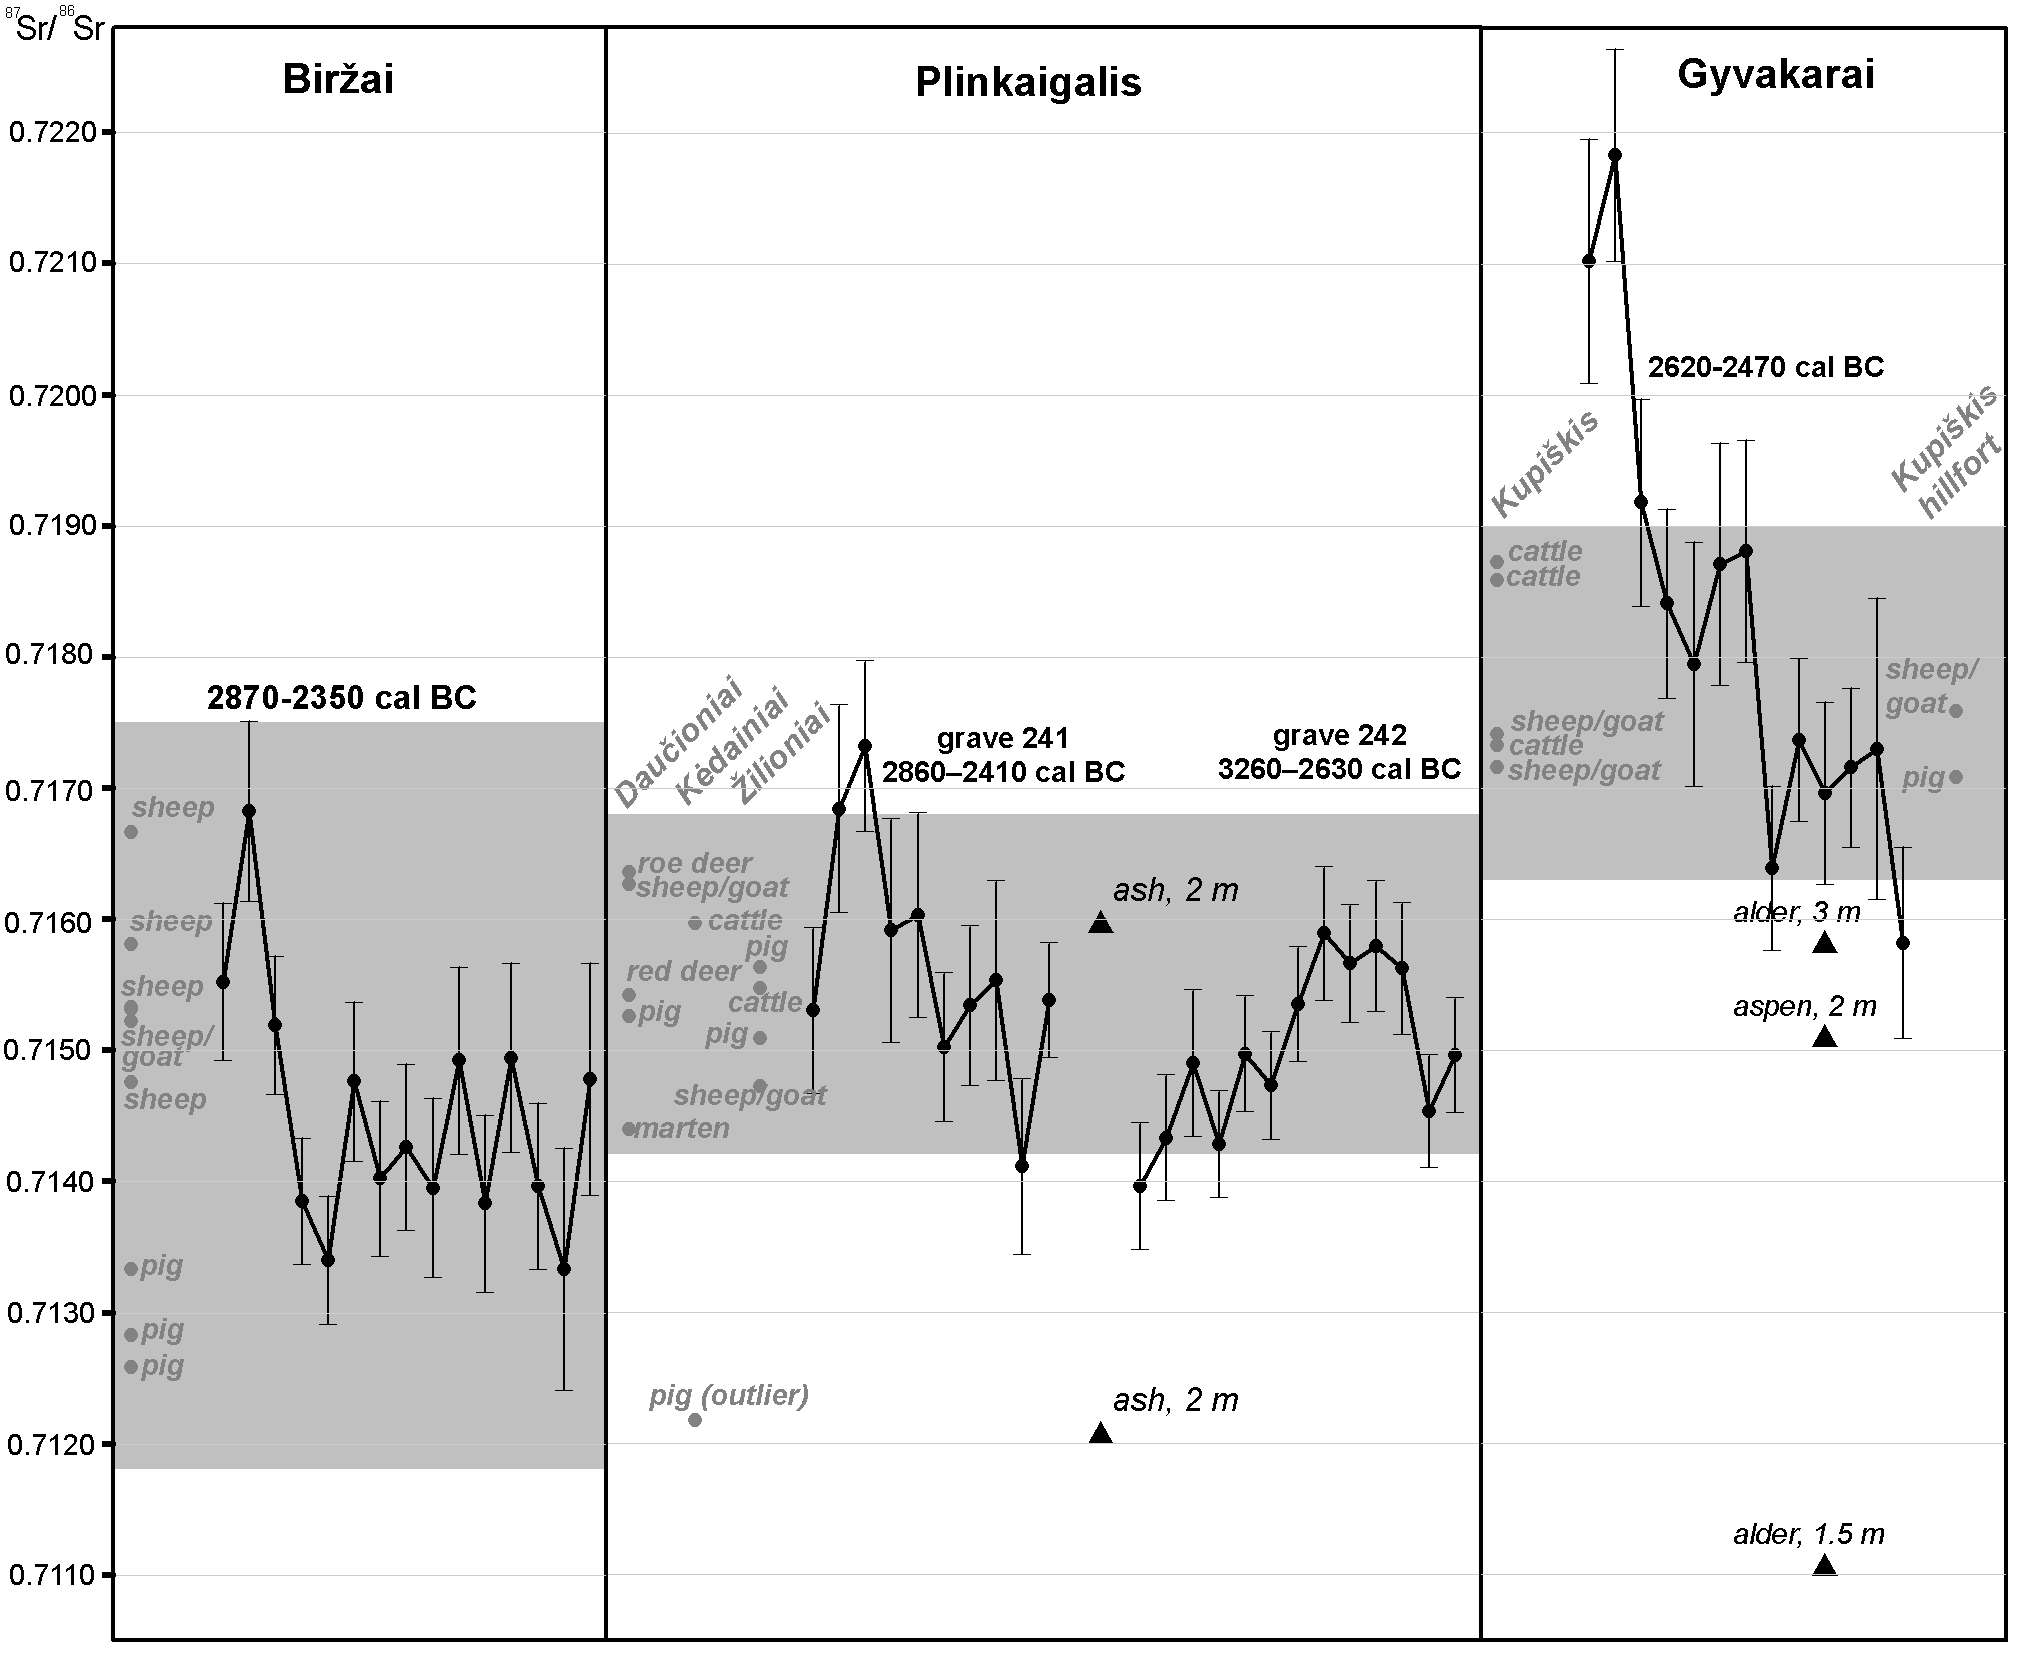 87Sr/ 86Sr
0.7220
0.7210
0.7200
0.7190
0.7180
0.7170
0.7160
0.7150
0.7140
0.7130
0.7120
0.7110
Biržai
2870-2350 cal BC
sheep
sheep
sheep
sheep/
goat
sheep
pig
pig
pig
Plinkaigalis
Daučioniai
Kėdainiai
Žilioniai
grave 241
2860–2410 cal BC
grave 242
3260–2630 cal BC
roe deer
sheep/goat
cattle
pig
red deer
cattle
pig
pig
sheep/goat
marten
pig (outlier)
ash, 2 m
ash, 2 m
Gyvakarai
2620-2470 cal BC
Kupiškis
Kupiškis
hillfort
cattle
cattle
sheep/goat
cattle
sheep/goat
sheep/
goat
pig
alder, 3 m
aspen, 2 m
alder, 1.5 m